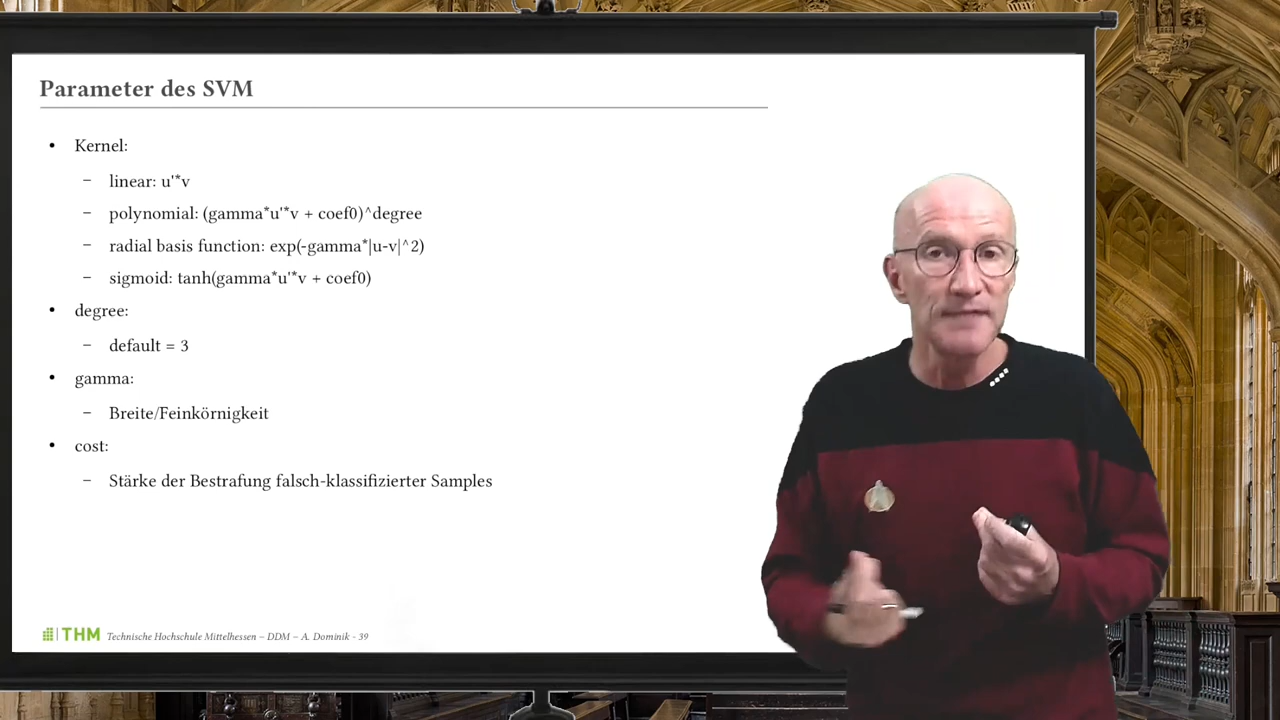 Parameter des SVM
• Kernel:
– linear: u'*v
– polynomial: (gamma*u'*v + coef0)^degree
– radial basis function: exp(-gamma*|u-v|^2)
– sigmoid: tanh(gamma*u'*v + coef0)
• degree:
– default = 3
• gamma:
– Breite/Feinkörnigkeit
• cost:
– Stärke der Bestrafung falsch-klassifizierter Samples
THM Technische Hochschule Mittelhessen – DDM – A. Dominik - 39